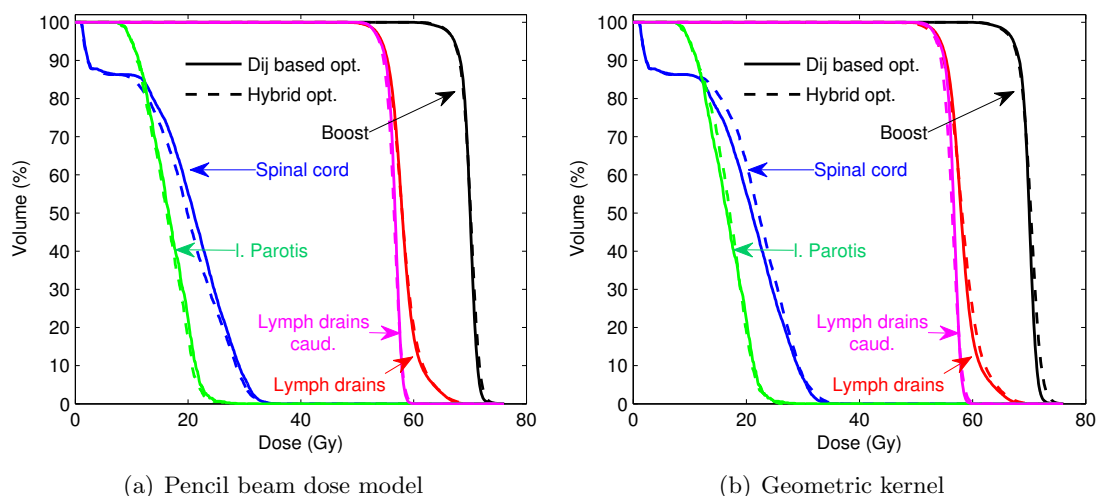 100
90
80
70
60
50
40
30
20
10
0
Volume (%)
Dij based opt.
Hybrid opt.
Boost
Spinal cord
l. Parotis
Lymph drains
caud.
Lymph drains
0 20 40 60 80
Dose (Gy)
(a) Pencil beam dose model
100
90
80
70
60
50
40
30
20
10
0
Volume (%)
Dij based opt.
Hybrid opt.
Boost
Spinal cord
l. Parotis
Lymph drains
caud.
Lymph drains
0 20 40 60 80
Dose (Gy)
(b) Geometric kernel